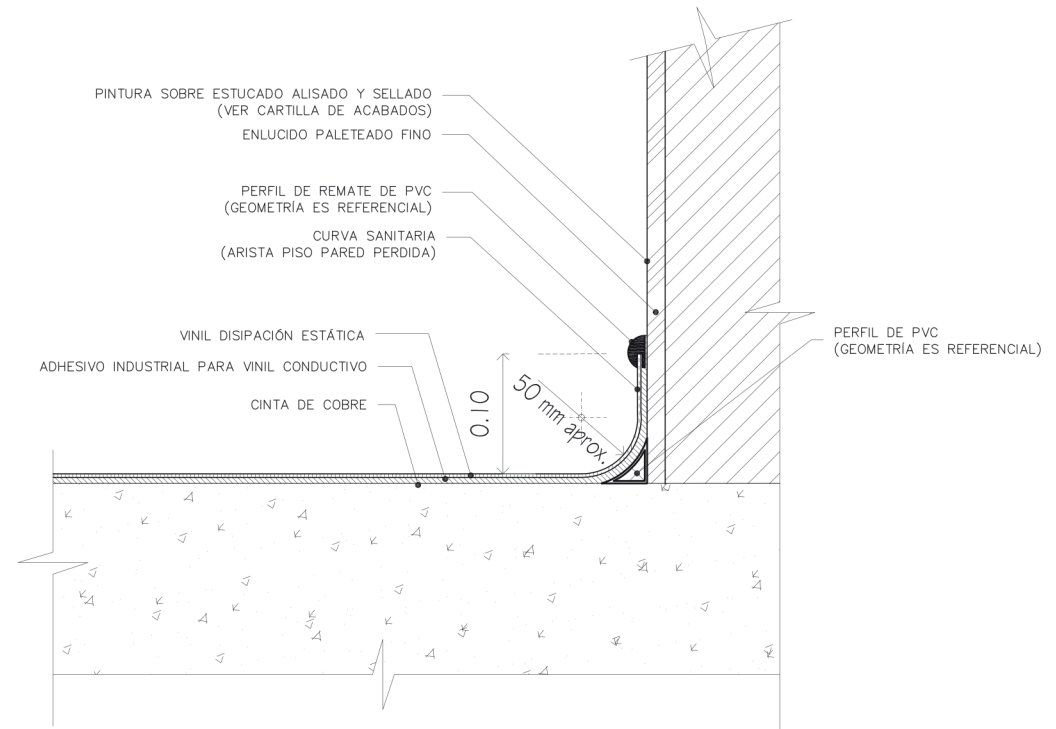 PINTURA SOBRE ESTUCADO ALISADO Y SELLADO
(VER CARTILLA DE ACABADOS)
ENLUCIDO PALETEADO FINO
PERFIL DE REMATE DE PVC
(GEOMETRÍA ES REFERENCIAL)
CURVA SANITARIA
(ARISTA PISO PARED PERDIDA)
VINIL DISIPACIÓN ESTÁTICA
ADHESIVO INDUSTRIAL PARA VINIL CONDUCTIVO
CINTA DE COBRE
0.10
50 mm aprox.
PERFIL DE PVC
(GEOMETRÍA ES REFERENCIAL)